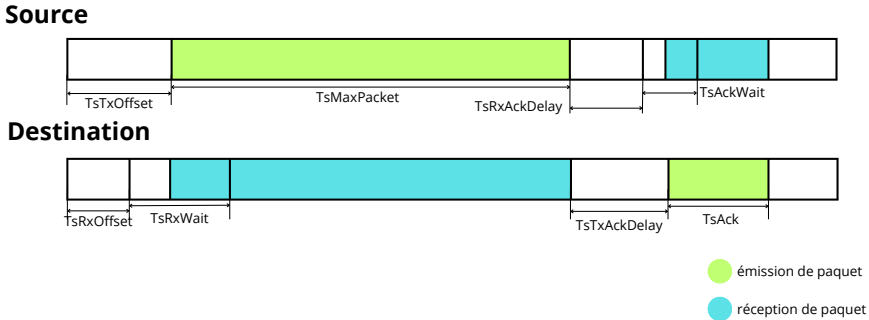 Source
TsTxOffset
TsMaxPacket
TsRxAckDelay
TsAckWait
Destination
TsRxOffset
TsRxWait
TsTxAckDelay
TsAck
émission de paquet
réception de paquet